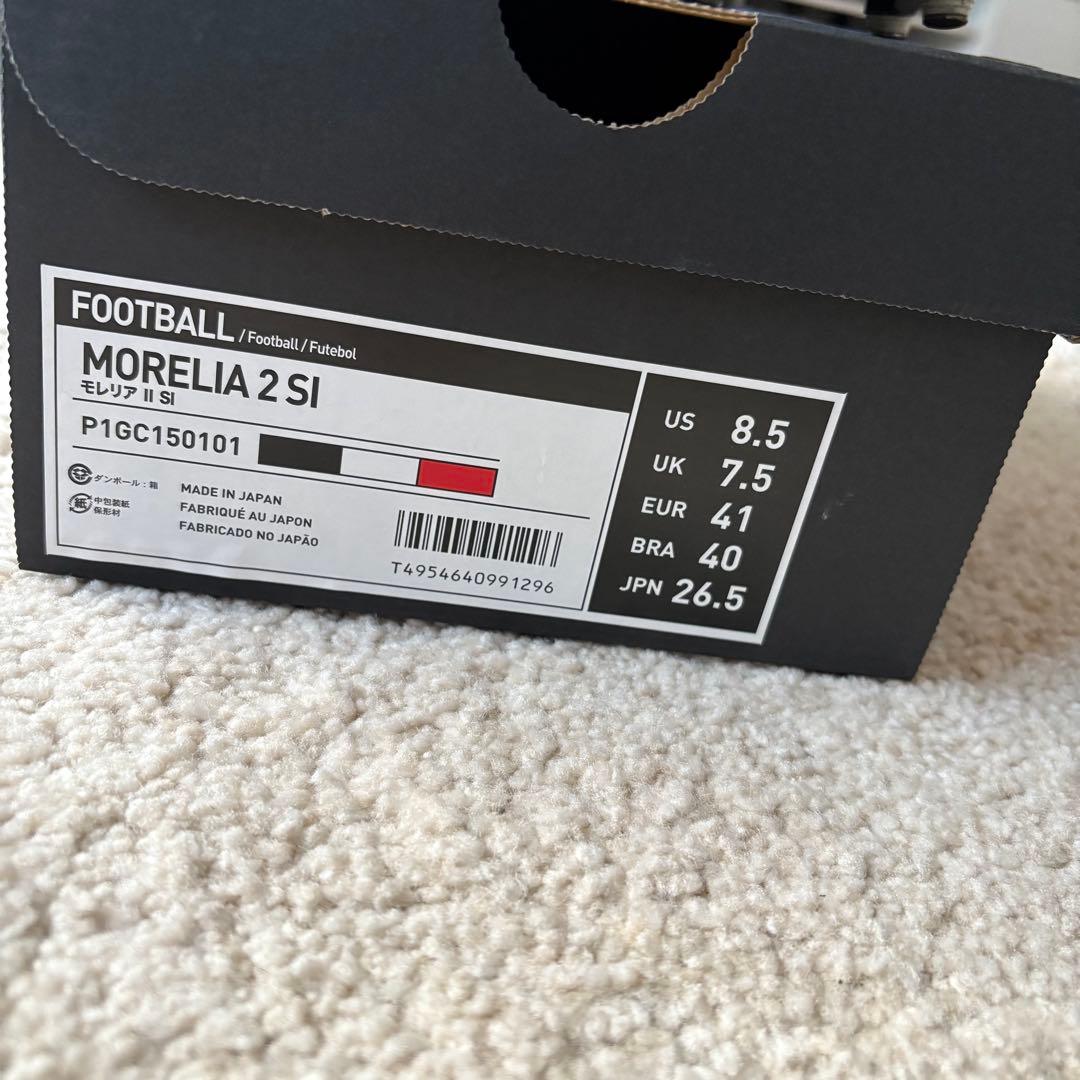 FOOTBALL / Football / Futebol
MORELIA 2 SI
モレリア II SI
P1GC150101
ダンボール：箱
紙 中包装紙
保形材
MADE IN JAPAN
FABRIQUÉ AU JAPON
FABRICADO NO JAPÃO
T4954640991296
US 8.5
UK 7.5
EUR 41
BRA 40
JPN 26.5